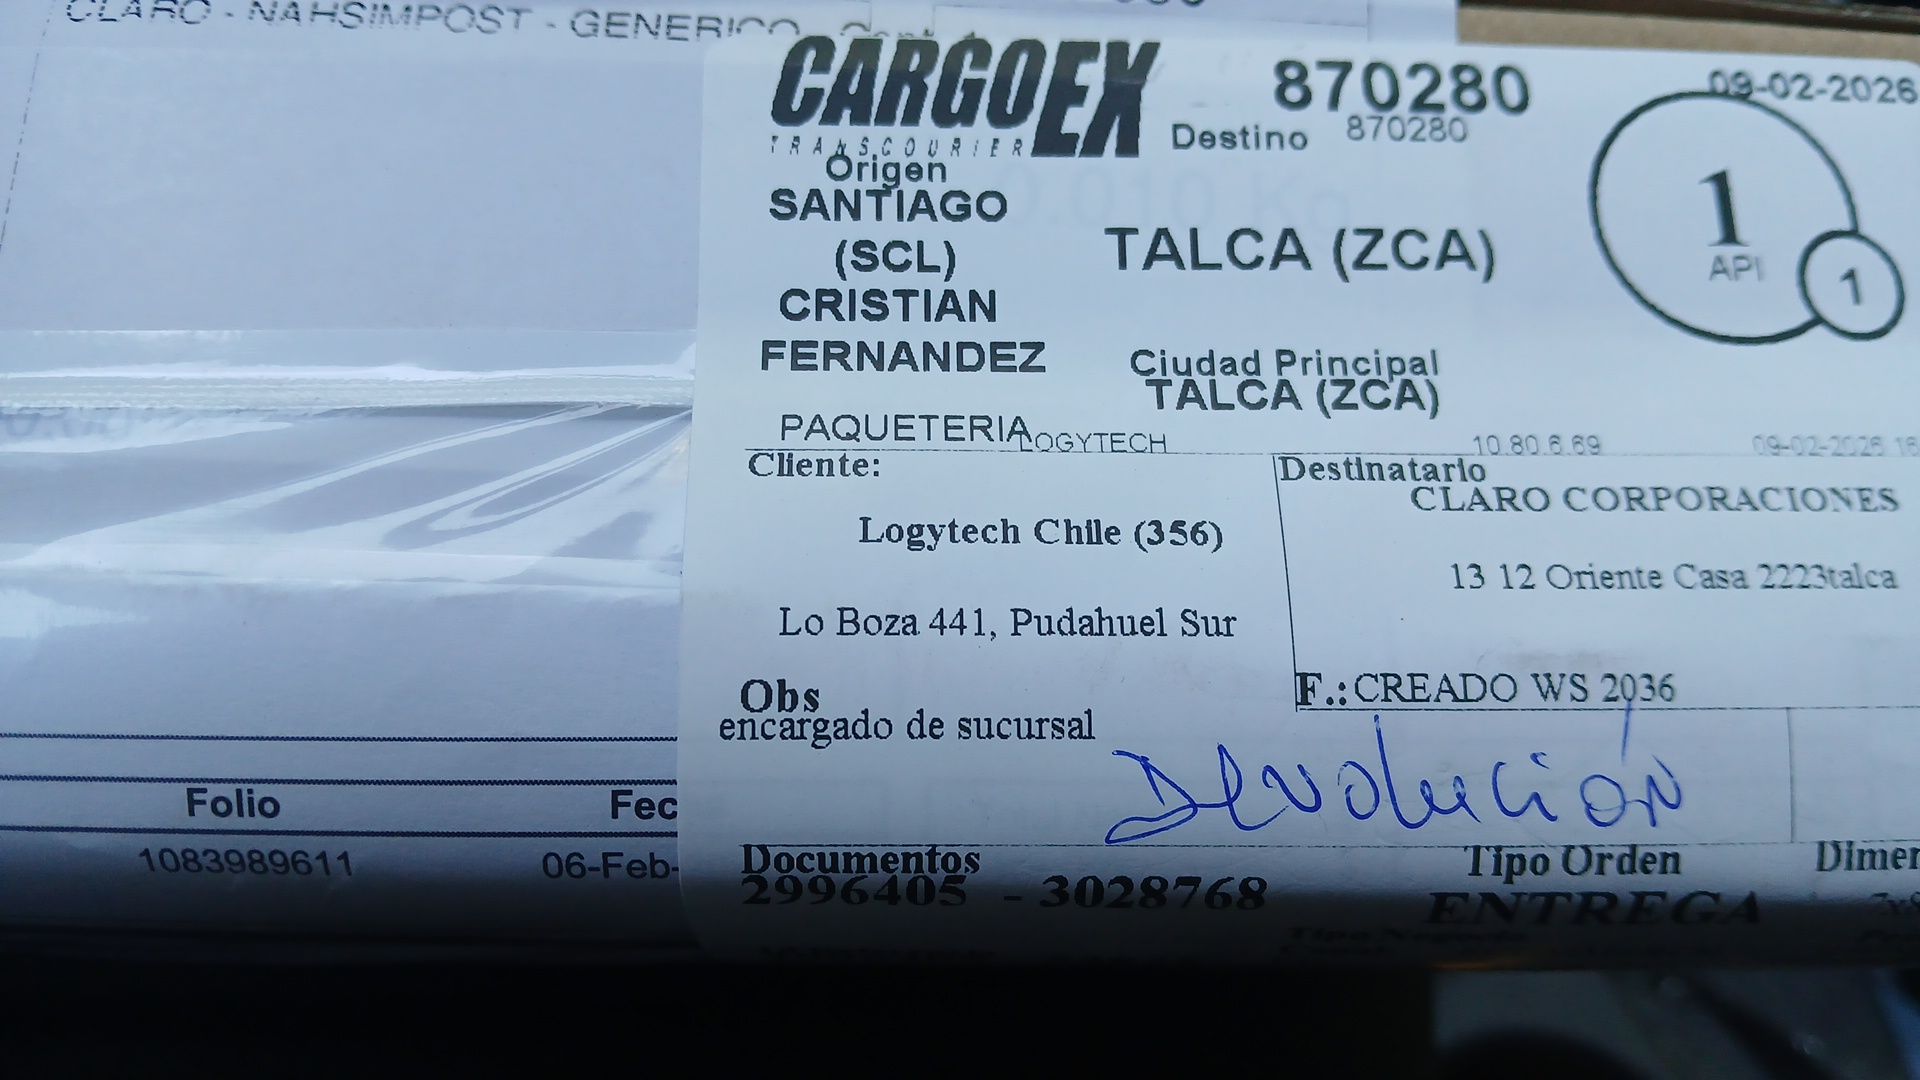 CLARO - NAHSIMPOST - GENERICO
CARGOEX
TRANSCOURIER
870280
09-02-2026
Destino 870280
Origen
SANTIAGO
(SCL)
CRISTIAN
FERNANDEZ
TALCA (ZCA)
1
API
1
Ciudad Principal
TALCA (ZCA)
PAQUETERIA
LOGYTECH
10.80.6.69
09-02-2026 16
Cliente:
Logytech Chile (356)
Lo Boza 441, Pudahuel Sur
Destinatario
CLARO CORPORACIONES
13 12 Oriente Casa 2223talca
F.:CREADO WS 2036
Obs
encargado de sucursal
Devolución
Folio
Fec
1083989611
06-Feb-
Documentos
2996405 - 3028768
Tipo Orden
ENTREGA
Dimen